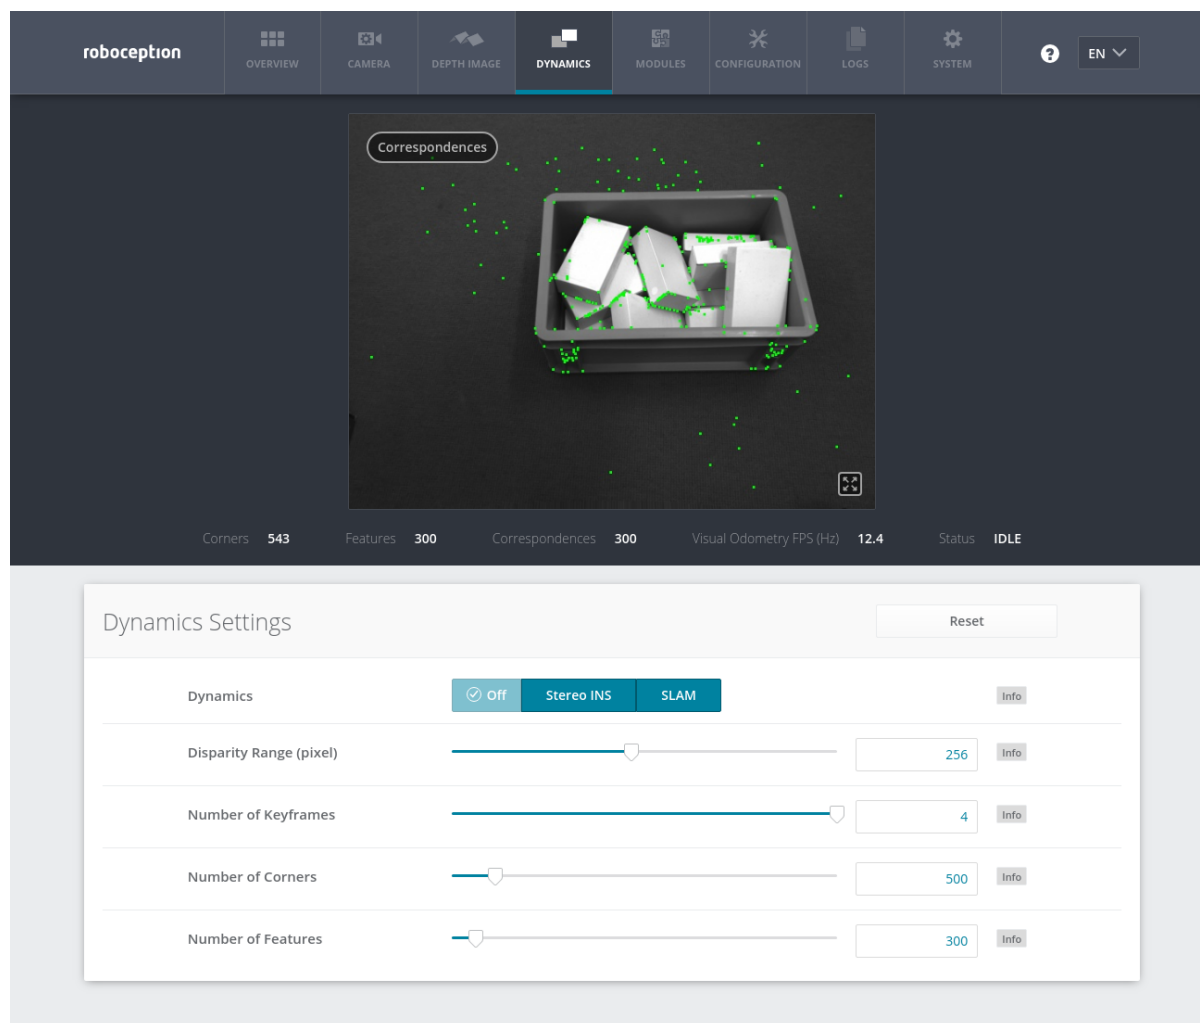 roboception
OVERVIEW
CAMERA
DEPTH IMAGE
DYNAMICS
MODULES
CONFIGURATION
LOGS
SYSTEM
?
EN
Correspondences
Corners 543 Features 300 Correspondences 300 Visual Odometry FPS (Hz) 12.4 Status IDLE
Dynamics Settings Reset
Dynamics Off Stereo INS SLAM Info
Disparity Range (pixel) 256 Info
Number of Keyframes 4 Info
Number of Corners 500 Info
Number of Features 300 Info